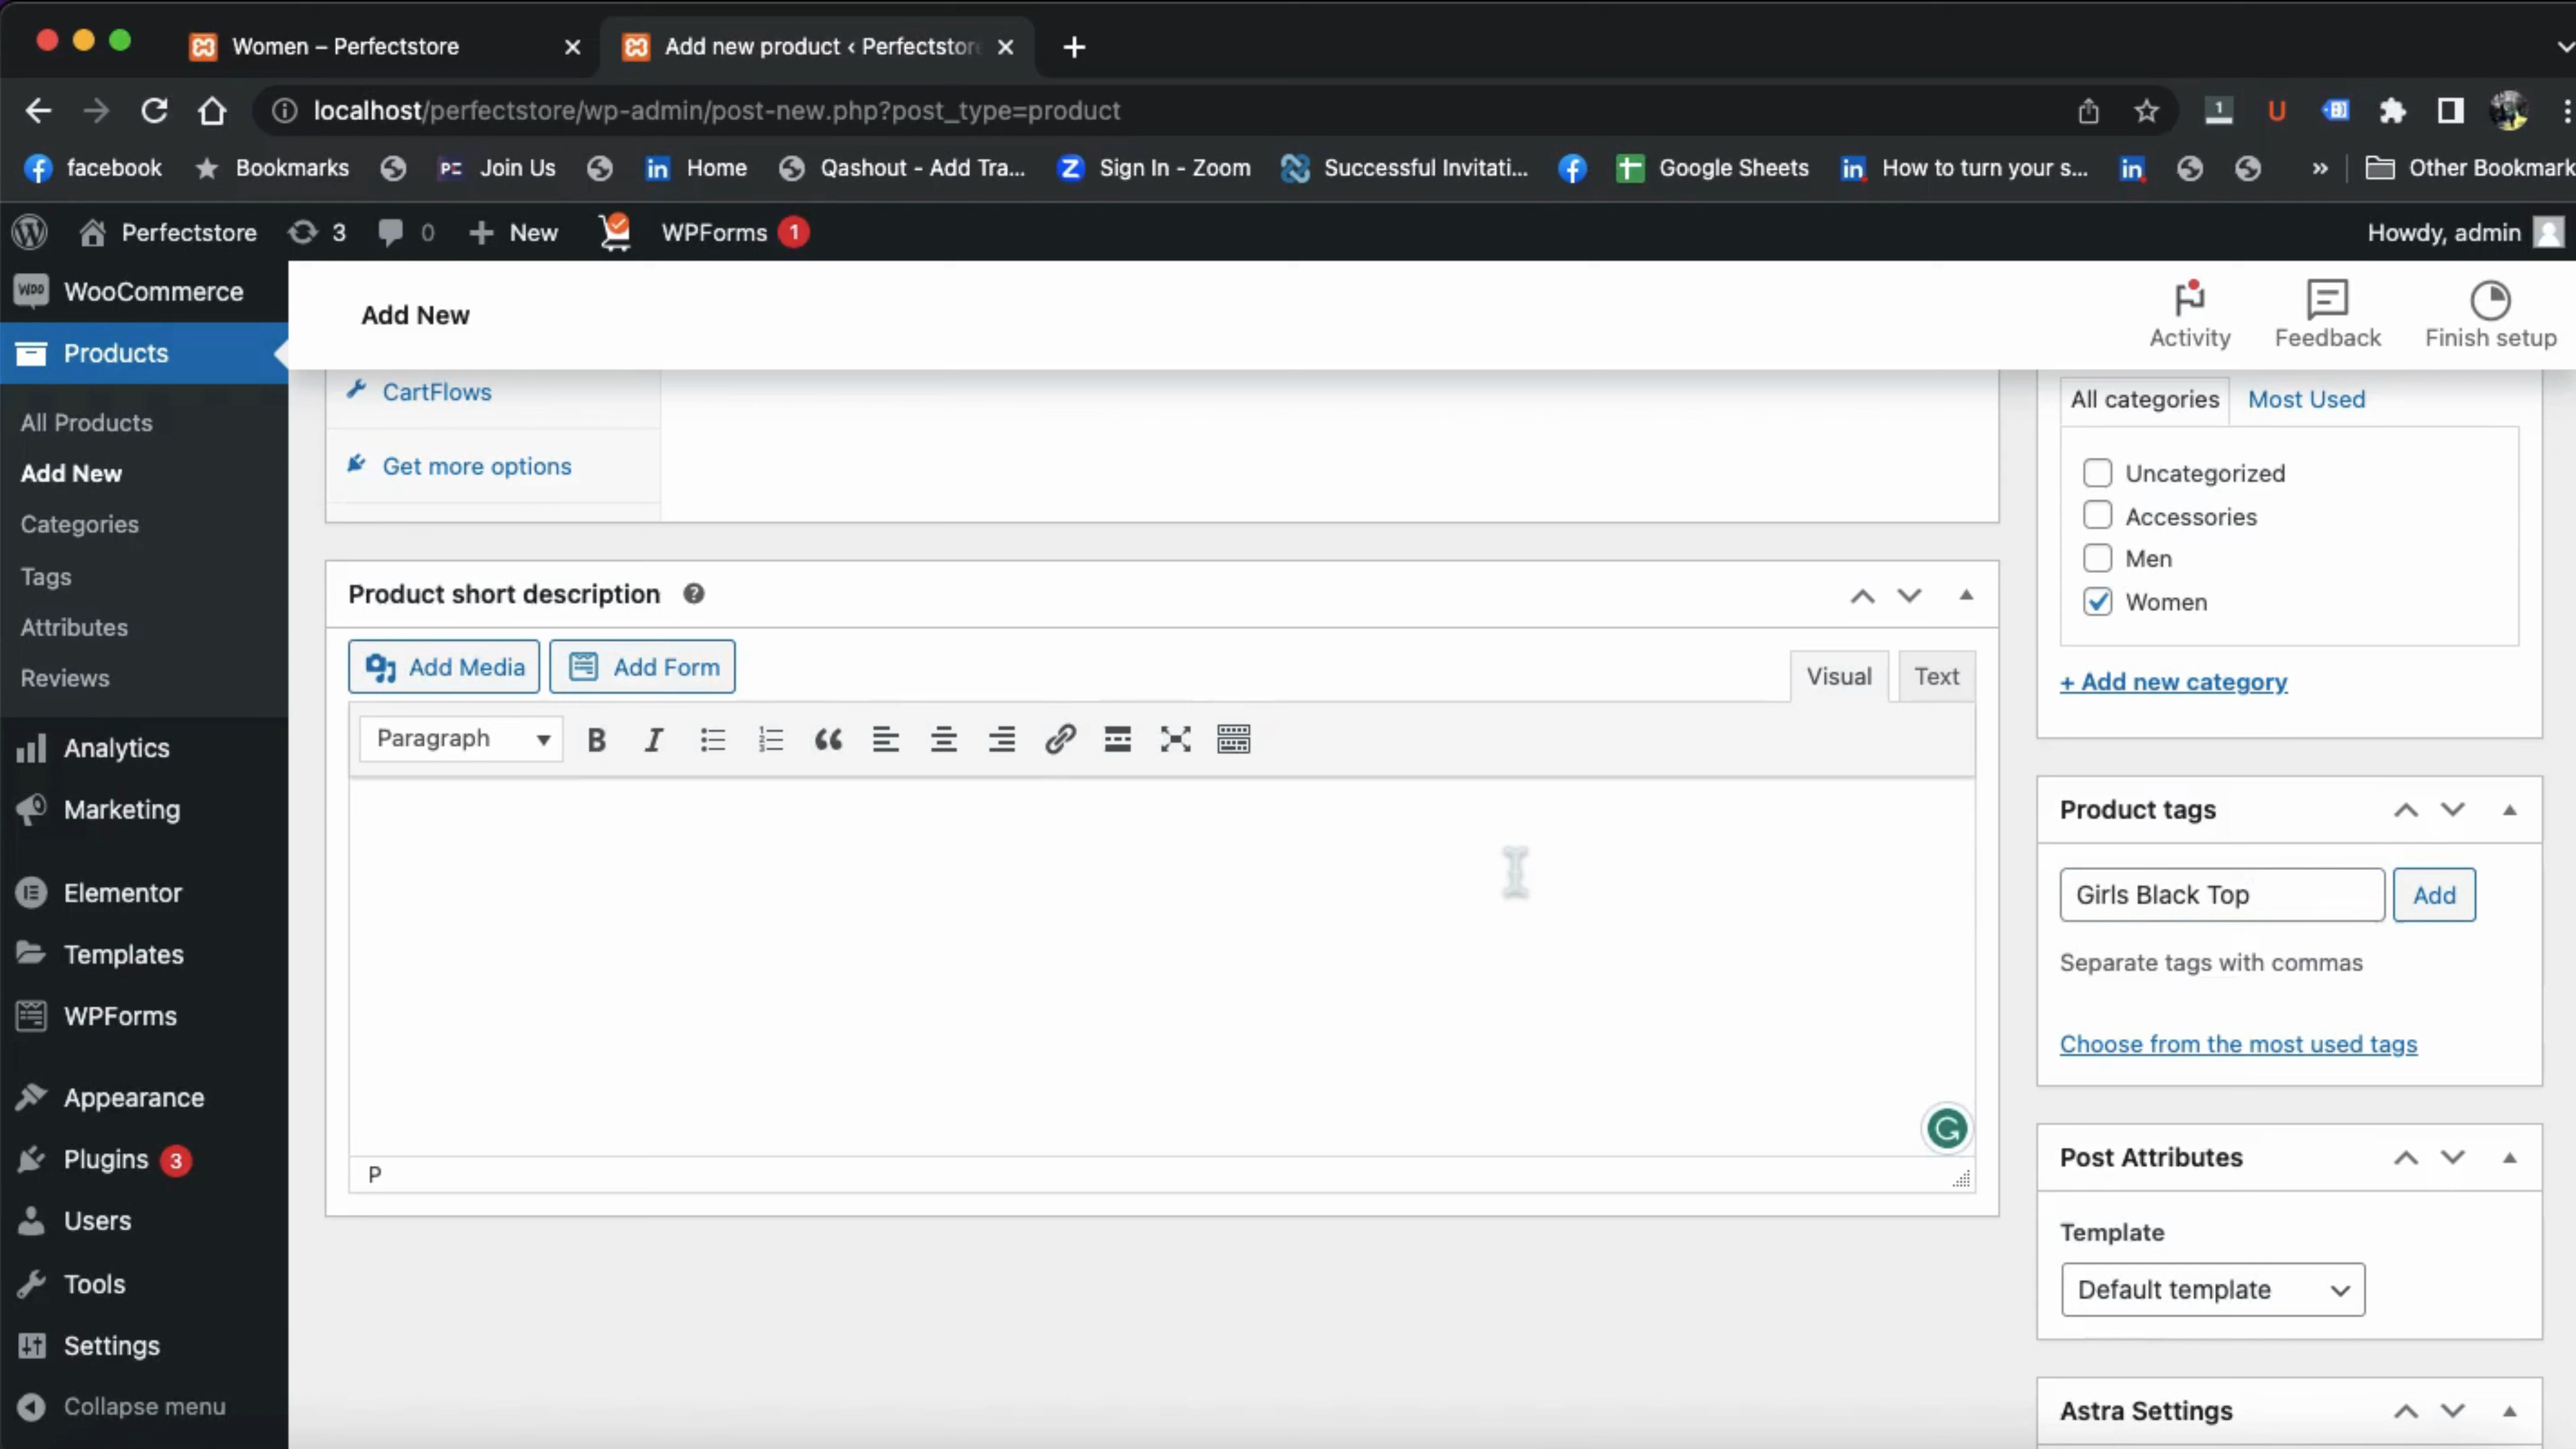 Women – Perfectstore
Add new product ‹ Perfectstore
localhost/perfectstore/wp-admin/post-new.php?post_type=product
1
U
facebook
Bookmarks
PE
Join Us
in
Home
Qashout - Add Tra...
Z
Sign In - Zoom
Successful Invitati...
Google Sheets
in
How to turn your s...
in
»
Other Bookmark
Perfectstore
3
0
New
WPForms 1
Howdy, admin
WOO
WooCommerce
Products
All Products
Add New
Categories
Tags
Attributes
Reviews
Analytics
Marketing
Elementor
Templates
WPForms
Appearance
Plugins 3
Users
Tools
Settings
Collapse menu
Add New
Activity
Feedback
Finish setup
CartFlows
Get more options
Product short description
Add Media
Add Form
Visual
Text
Paragraph
B
I
P
All categories
Most Used
Uncategorized
Accessories
Men
Women
+ Add new category
Product tags
Girls Black Top
Add
Separate tags with commas
Choose from the most used tags
Post Attributes
Template
Default template
Astra Settings